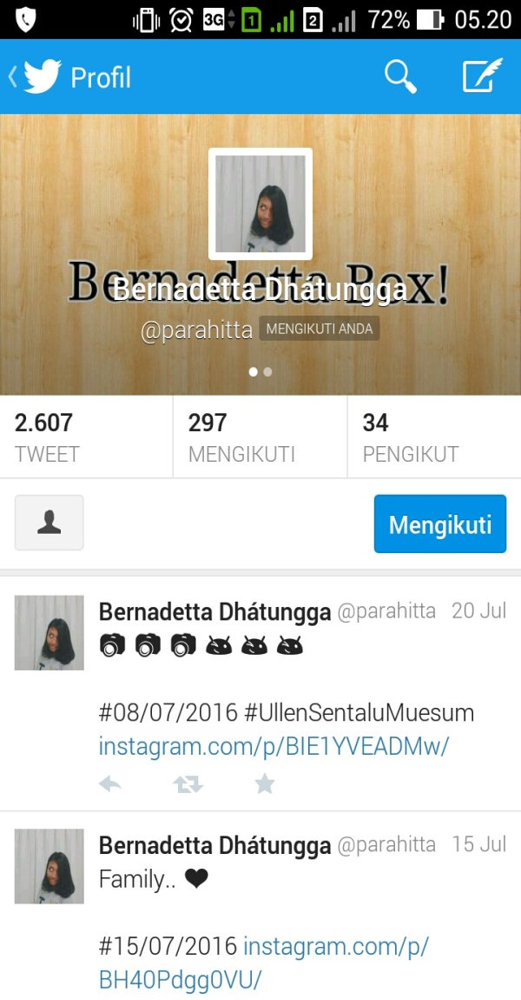 3G 1 2 72% 05.20
Profil
Bernadetta Box!
Bernadetta Dhátungga
@parahitta MENGIKUTI ANDA
2.607 297 34
TWEET MENGIKUTI PENGIKUT
Mengikuti
Bernadetta Dhátungga @parahitta 20 Jul
#08/07/2016 #UllenSentaluMuesum
instagram.com/p/BIE1YVEADMw/
Bernadetta Dhátungga @parahitta 15 Jul
Family.. ♥
#15/07/2016 instagram.com/p/
BH40Pdgg0VU/